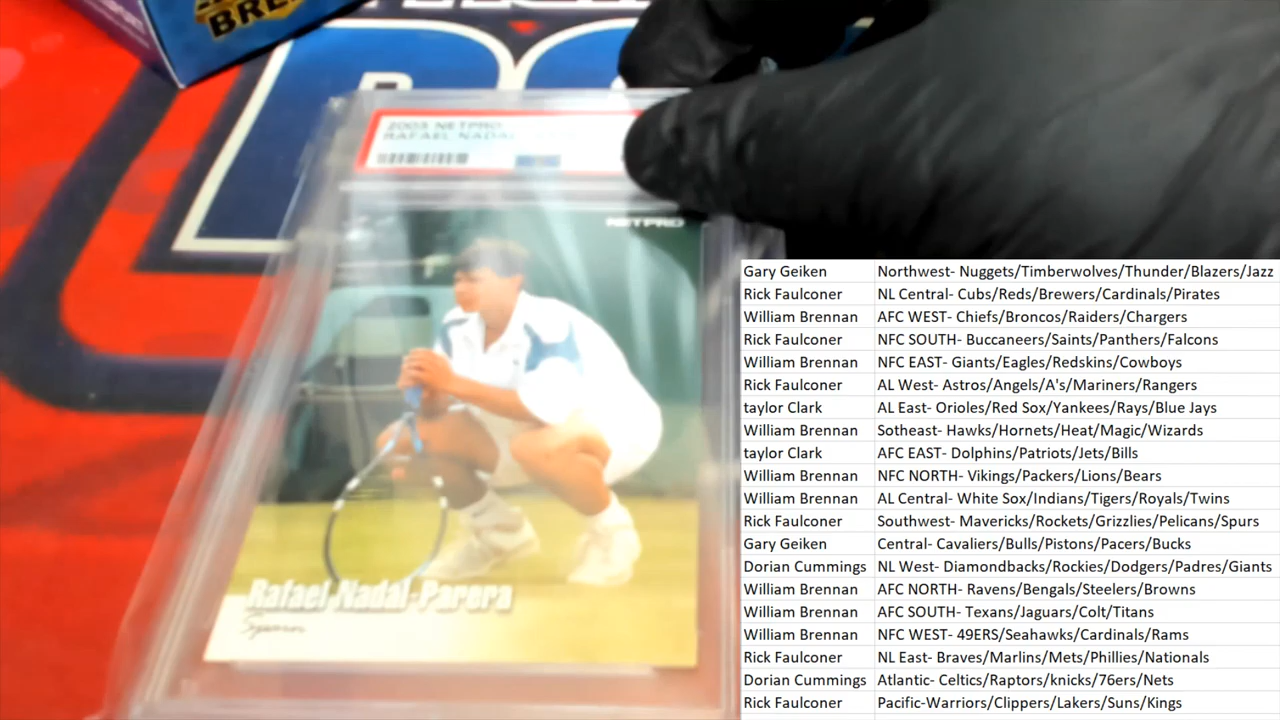 BRE
2003 NETPRO
RAFAEL NADAL
NETPRO
Rafael Nadal-Parera
Spain
Gary Geiken Northwest- Nuggets/Timberwolves/Thunder/Blazers/Jazz
Rick Faulconer NL Central- Cubs/Reds/Brewers/Cardinals/Pirates
William Brennan AFC WEST- Chiefs/Broncos/Raiders/Chargers
Rick Faulconer NFC SOUTH- Buccaneers/Saints/Panthers/Falcons
William Brennan NFC EAST- Giants/Eagles/Redskins/Cowboys
Rick Faulconer AL West- Astros/Angels/A's/Mariners/Rangers
taylor Clark AL East- Orioles/Red Sox/Yankees/Rays/Blue Jays
William Brennan Sotheast- Hawks/Hornets/Heat/Magic/Wizards
taylor Clark AFC EAST- Dolphins/Patriots/Jets/Bills
William Brennan NFC NORTH- Vikings/Packers/Lions/Bears
William Brennan AL Central- White Sox/Indians/Tigers/Royals/Twins
Rick Faulconer Southwest- Mavericks/Rockets/Grizzlies/Pelicans/Spurs
Gary Geiken Central- Cavaliers/Bulls/Pistons/Pacers/Bucks
Dorian Cummings NL West- Diamondbacks/Rockies/Dodgers/Padres/Giants
William Brennan AFC NORTH- Ravens/Bengals/Steelers/Browns
William Brennan AFC SOUTH- Texans/Jaguars/Colt/Titans
William Brennan NFC WEST- 49ERS/Seahawks/Cardinals/Rams
Rick Faulconer NL East- Braves/Marlins/Mets/Phillies/Nationals
Dorian Cummings Atlantic- Celtics/Raptors/knicks/76ers/Nets
Rick Faulconer Pacific-Warriors/Clippers/Lakers/Suns/Kings